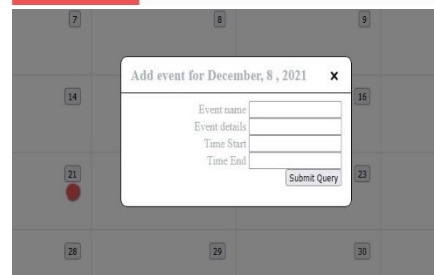 7 8 9
Add event for December, 8 , 2021 x
14 16
Event name
Event details
Time Start
Time End
21 23
Submit Query
28 29 30